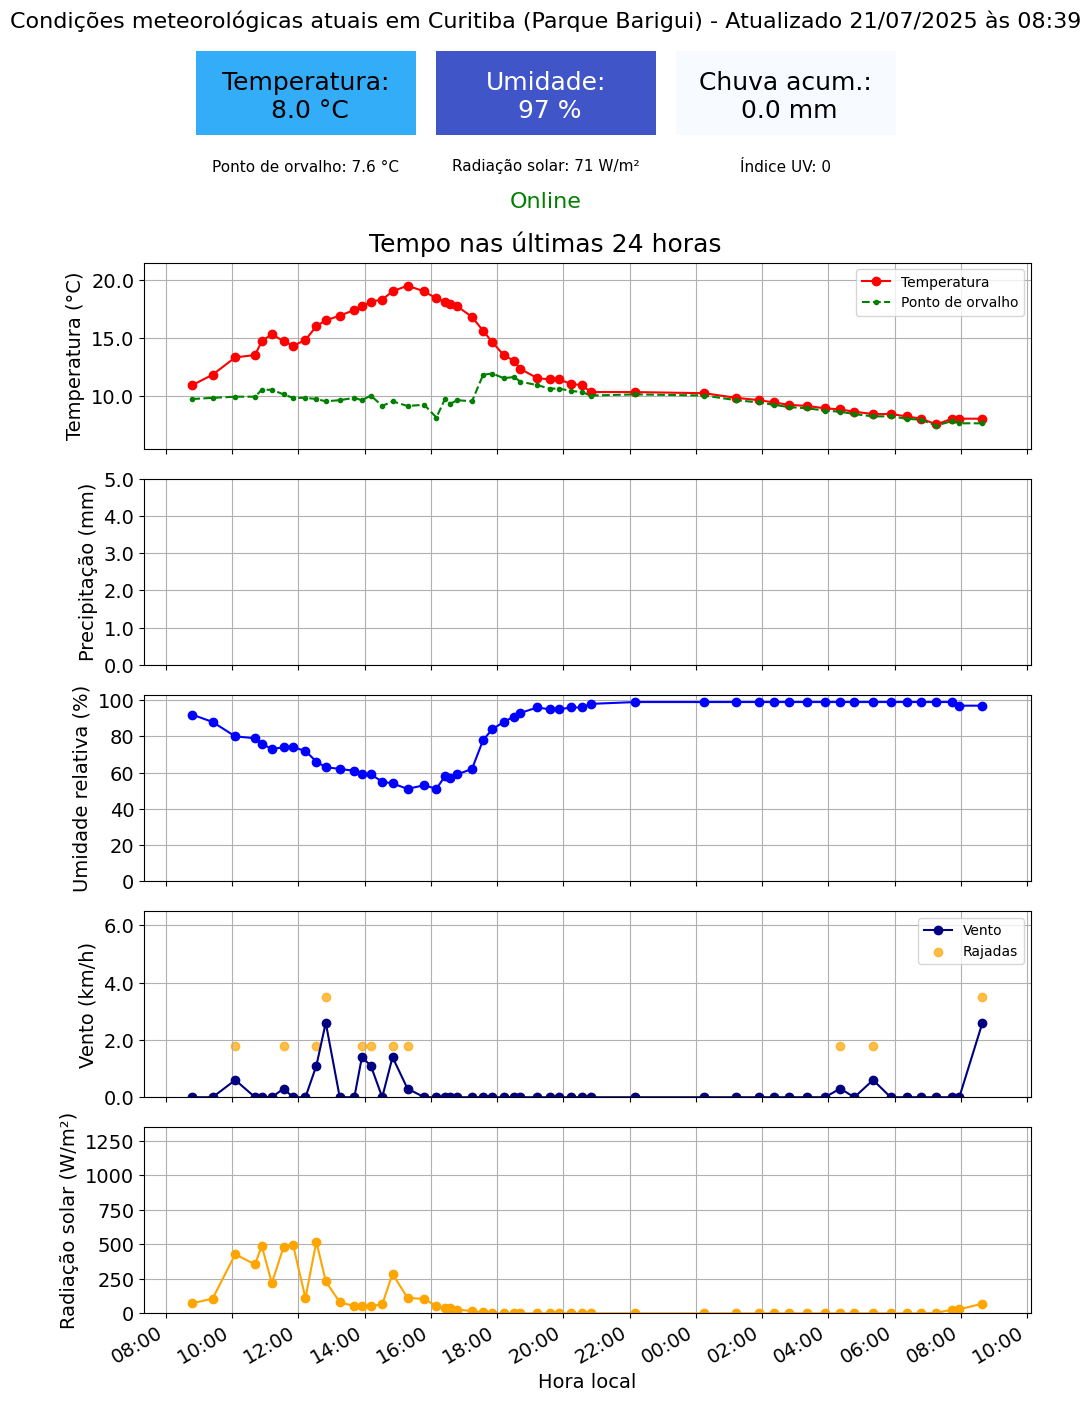 Condições meteorológicas atuais em Curitiba (Parque Barigui) - Atualizado 21/07/2025 às 08:39
Temperatura:
8.0 °C
Umidade:
97 %
Chuva acum.:
0.0 mm
Ponto de orvalho: 7.6 °C
Radiação solar: 71 W/m²
Índice UV: 0
Online
Tempo nas últimas 24 horas
Temperatura (°C)
20.0
15.0
10.0
Temperatura
Ponto de orvalho
Precipitação (mm)
5.0
4.0
3.0
2.0
1.0
0.0
Umidade relativa (%)
100
80
60
40
20
0
Vento (km/h)
6.0
4.0
2.0
0.0
Vento
Rajadas
Radiação solar (W/m²)
1250
1000
750
500
250
0
08:00
10:00
12:00
14:00
16:00
18:00
20:00
22:00
00:00
02:00
04:00
06:00
08:00
10:00
Hora local